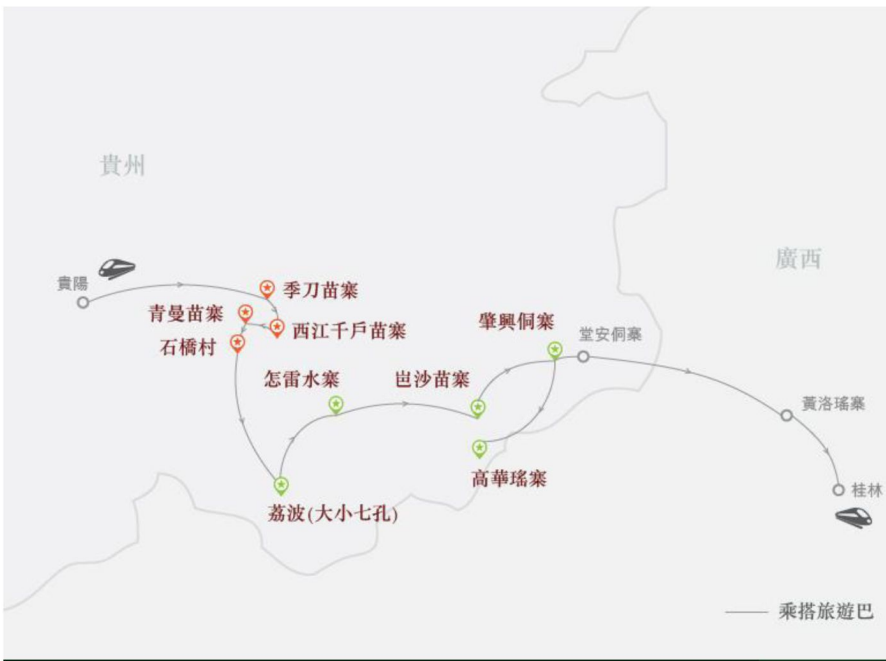 貴州
廣西
貴陽
季刀苗寨
青曼苗寨
西江千戶苗寨
石橋村
肇興侗寨
堂安侗寨
怎雷水寨
岜沙苗寨
黃洛瑤寨
高華瑤寨
桂林
荔波(大小七孔)
乘搭旅遊巴